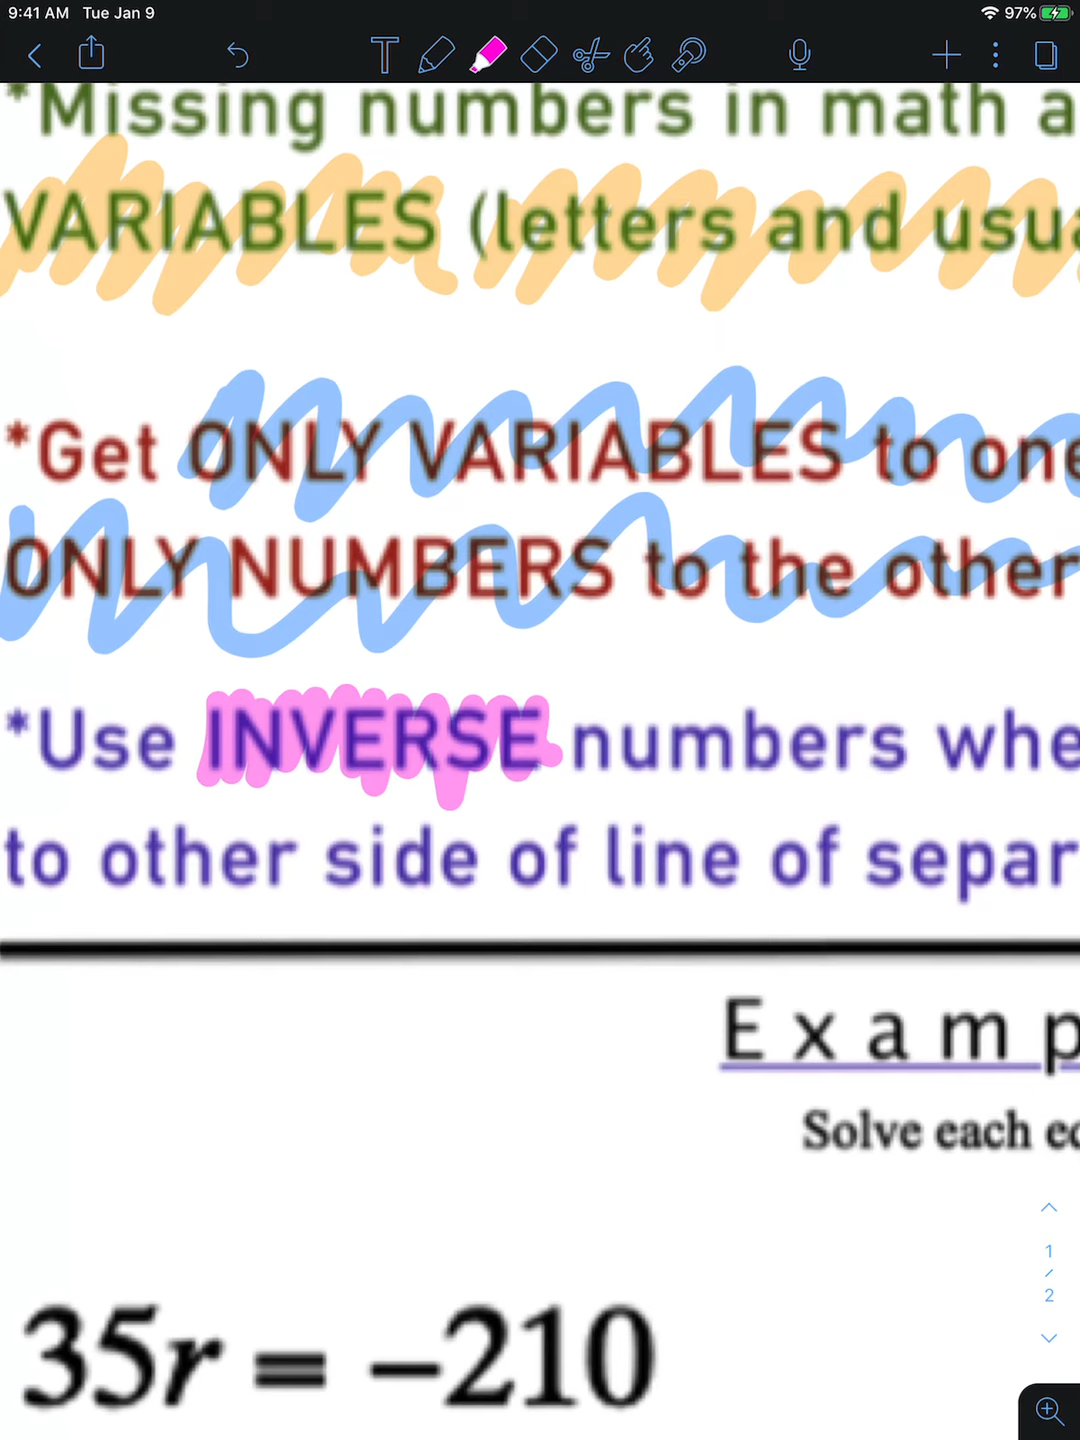 9:41 AM Tue Jan 9
97%
*Missing numbers in math a
VARIABLES (letters and usua
*Get ONLY VARIABLES to one
ONLY NUMBERS to the other
*Use INVERSE numbers whe
to other side of line of separ
Examp
Solve each eq
1
/
2
35r = −210